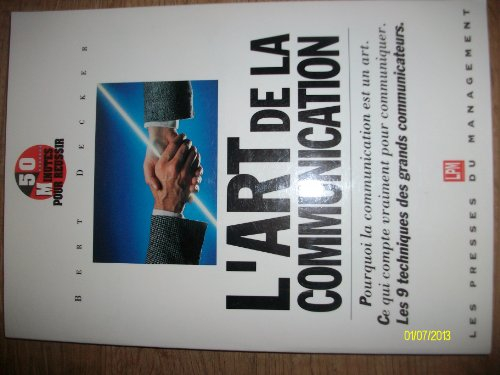 50
MINUTES
POUR RÉUSSIR
BERT DECKER
L'ART DE LA
COMMUNICATION
Pourquoi la communication est un art.
Ce qui compte vraiment pour communiquer.
Les 9 techniques des grands communicateurs.
LPM
LES PRESSES DU MANAGEMENT
01/07/2013